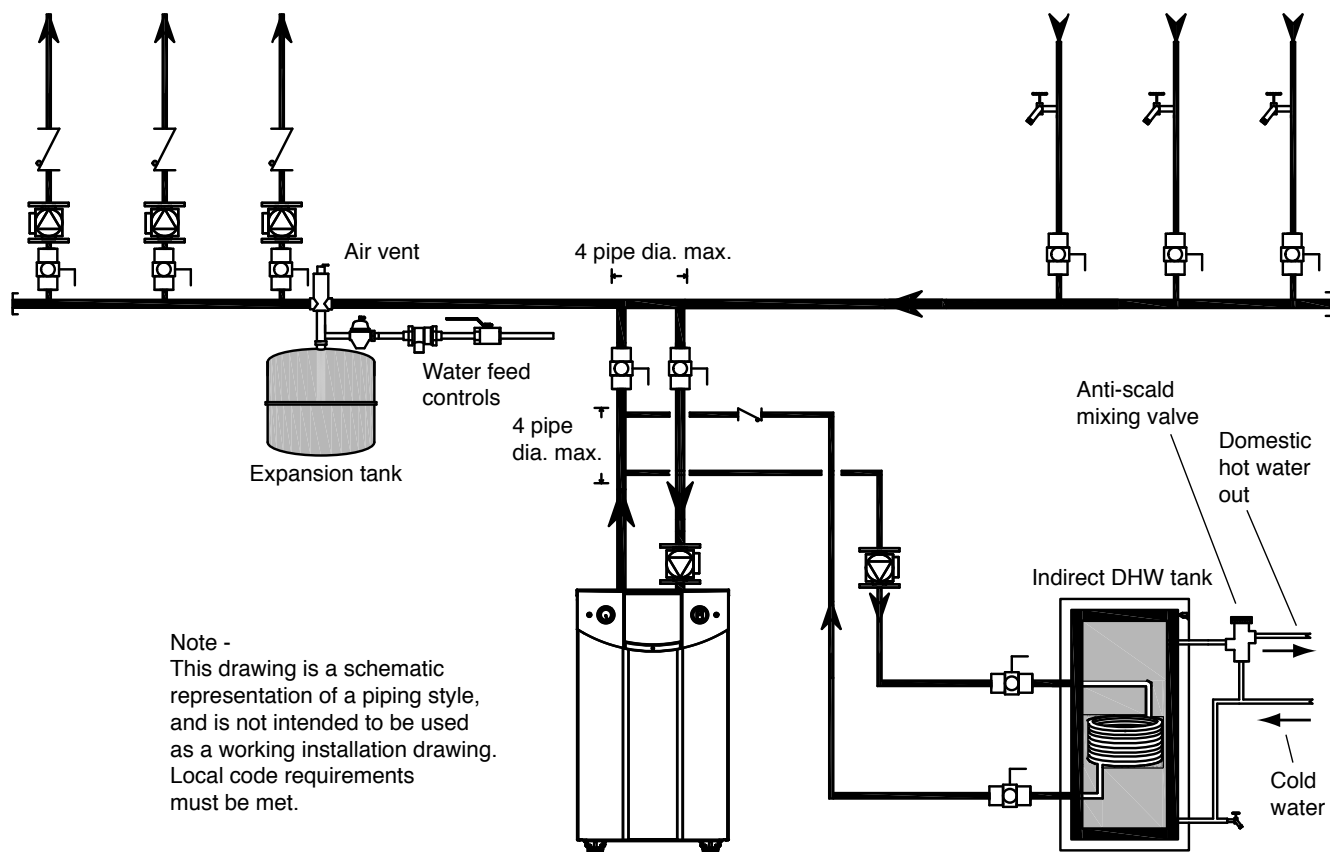 Air vent
4 pipe dia. max.
Water feed
controls
Expansion tank
4 pipe
dia. max.
Anti-scald
mixing valve
Domestic
hot water
out
Indirect DHW tank
Note -
This drawing is a schematic
representation of a piping style,
and is not intended to be used
as a working installation drawing.
Local code requirements
must be met.
Cold
water